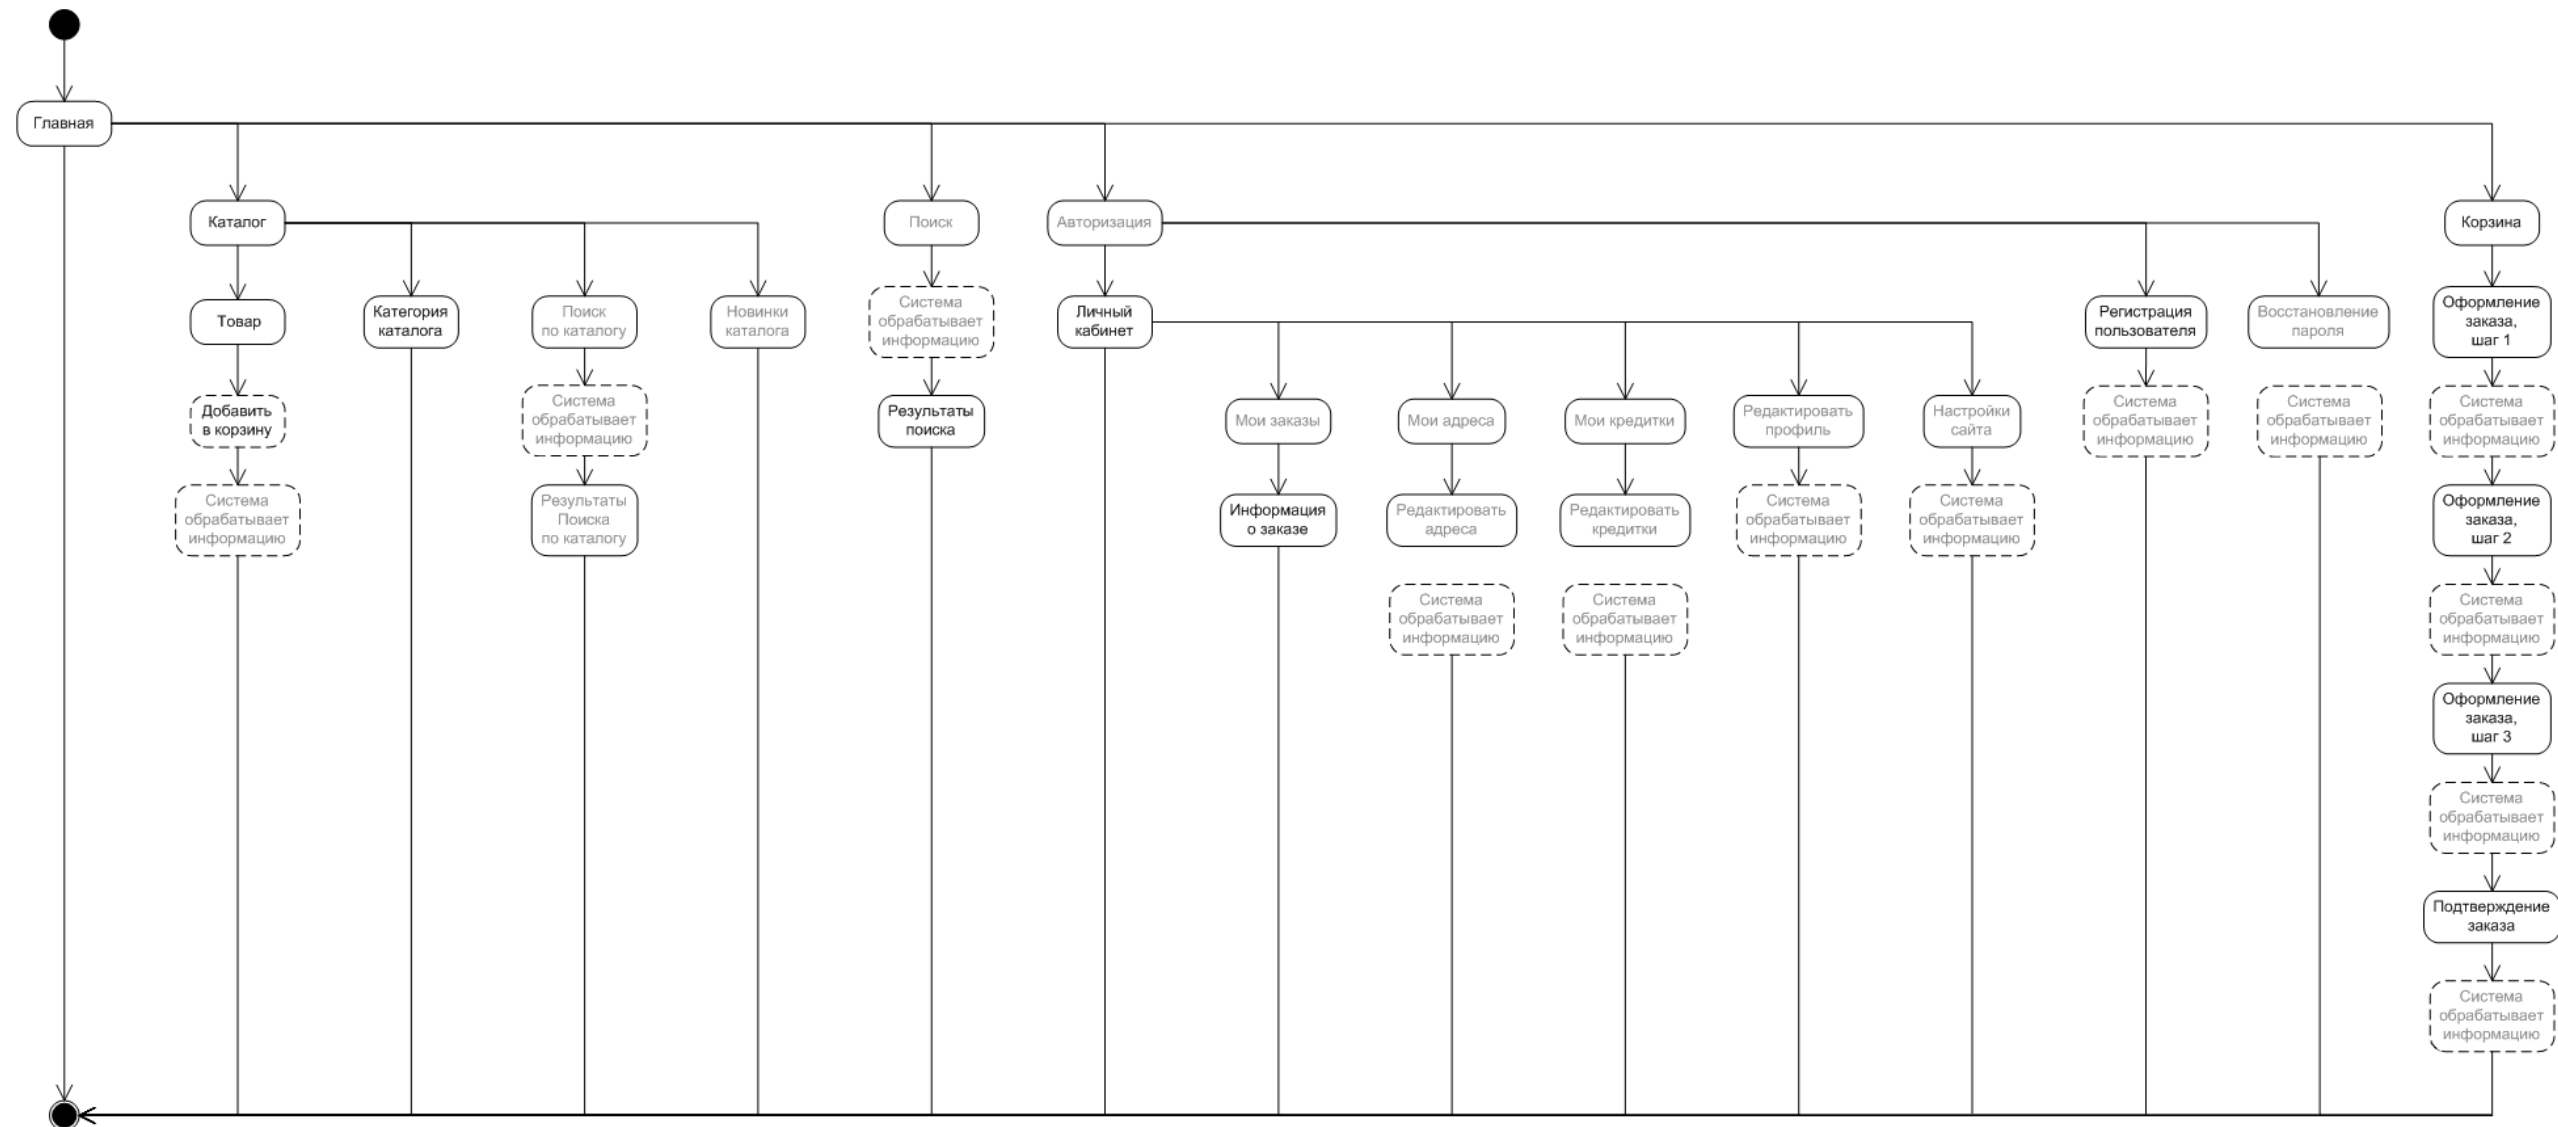 Главная
Каталог
Поиск
Авторизация
Корзина
Товар
Категория
каталога
Поиск
по каталогу
Новинки
каталога
Система
обрабатывает
информацию
Личный
кабинет
Регистрация
пользователя
Восстановление
пароля
Оформление
заказа,
шаг 1
Добавить
в корзину
Система
обрабатывает
информацию
Результаты
поиска
Мои заказы
Мои адреса
Мои кредитки
Редактировать
профиль
Настройки
сайта
Система
обрабатывает
информацию
Система
обрабатывает
информацию
Система
обрабатывает
информацию
Система
обрабатывает
информацию
Результаты
Поиска
по каталогу
Информация
о заказе
Редактировать
адреса
Редактировать
кредитки
Система
обрабатывает
информацию
Система
обрабатывает
информацию
Оформление
заказа,
шаг 2
Система
обрабатывает
информацию
Система
обрабатывает
информацию
Система
обрабатывает
информацию
Оформление
заказа,
шаг 3
Система
обрабатывает
информацию
Подтверждение
заказа
Система
обрабатывает
информацию